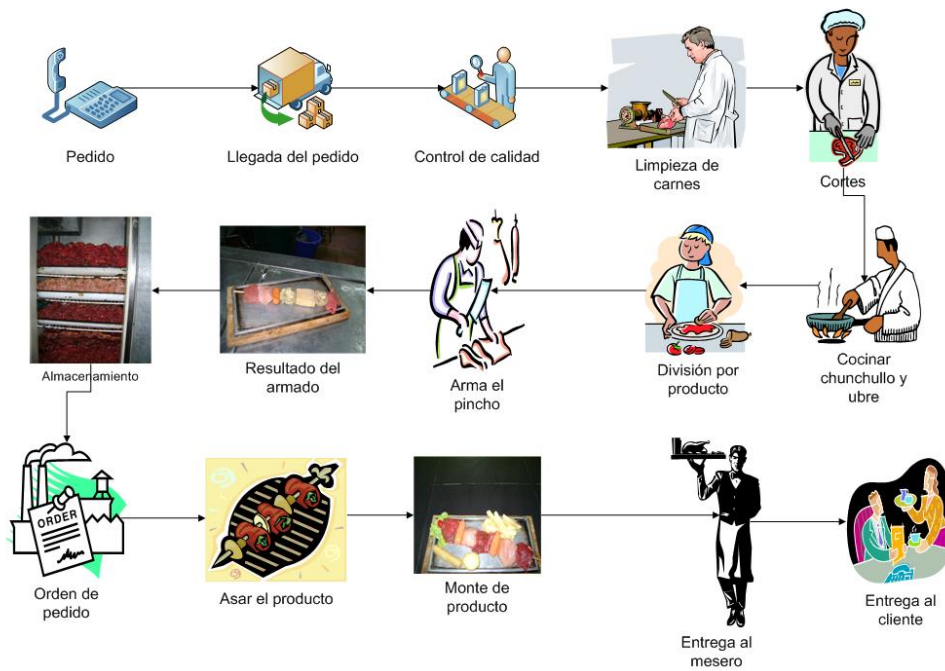 Pedido
Llegada del pedido
Control de calidad
Limpieza de
carnes
Cortes
Almacenamiento
Resultado del
armado
Arma el
pincho
División por
producto
Cocinar
chunchullo y
ubre
ORDER
Orden de
pedido
Asar el producto
Monte de
producto
Entrega al
mesero
Entrega al
cliente